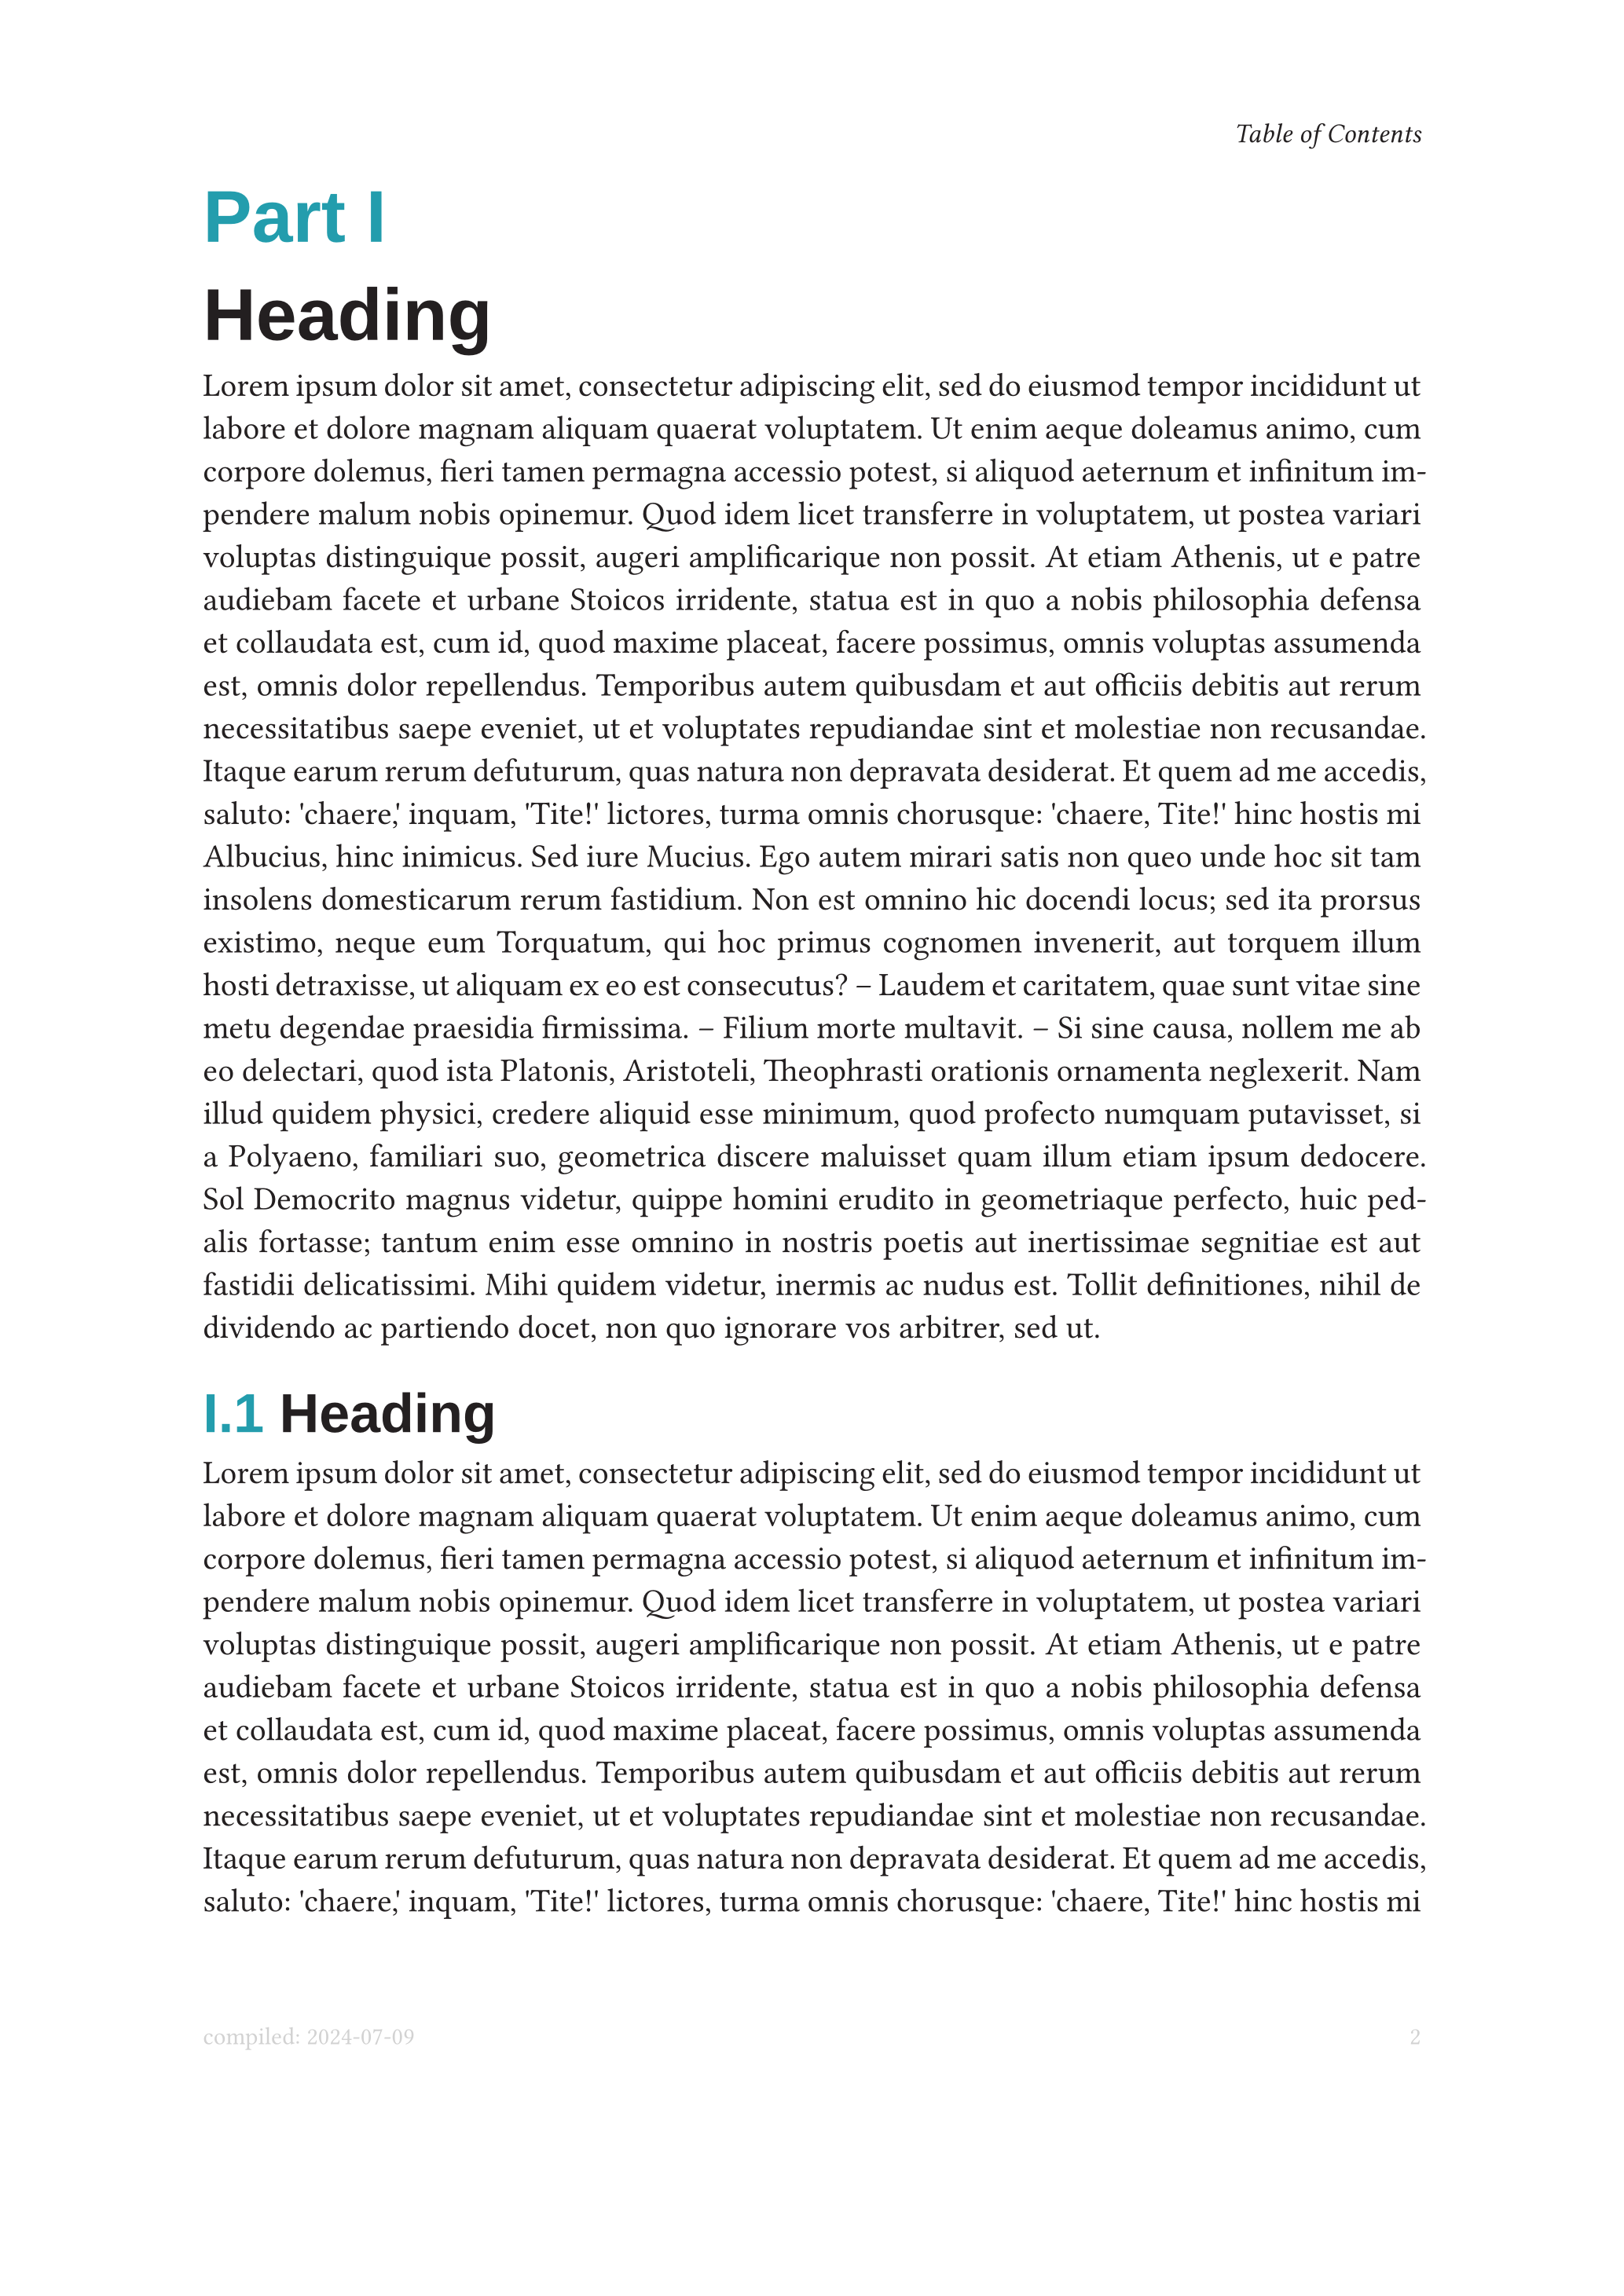 Table of Contents
Part I
Heading
Lorem ipsum dolor sit amet, consectetur adipiscing elit, sed do eiusmod tempor incididunt ut
labore et dolore magnam aliquam quaerat voluptatem. Ut enim aeque doleamus animo, cum
corpore dolemus, fieri tamen permagna accessio potest, si aliquod aeternum et infinitum im-
pendere malum nobis opinemur. Quod idem licet transferre in voluptatem, ut postea variari
voluptas distinguique possit, augeri amplificarique non possit. At etiam Athenis, ut e patre
audiebam facete et urbane Stoicos irridente, statua est in quo a nobis philosophia defensa
et collaudata est, cum id, quod maxime placeat, facere possimus, omnis voluptas assumenda
est, omnis dolor repellendus. Temporibus autem quibusdam et aut officiis debitis aut rerum
necessitatibus saepe eveniet, ut et voluptates repudiandae sint et molestiae non recusandae.
Itaque earum rerum defuturum, quas natura non depravata desiderat. Et quem ad me accedis,
saluto: 'chaere,' inquam, 'Tite!' lictores, turma omnis chorusque: 'chaere, Tite!' hinc hostis mi
Albucius, hinc inimicus. Sed iure Mucius. Ego autem mirari satis non queo unde hoc sit tam
insolens domesticarum rerum fastidium. Non est omnino hic docendi locus; sed ita prorsus
existimo, neque eum Torquatum, qui hoc primus cognomen invenerit, aut torquem illum
hosti detraxisse, ut aliquam ex eo est consecutus? – Laudem et caritatem, quae sunt vitae sine
metu degendae praesidia firmissima. – Filium morte multavit. – Si sine causa, nollem me ab
eo delectari, quod ista Platonis, Aristoteli, Theophrasti orationis ornamenta neglexerit. Nam
illud quidem physici, credere aliquid esse minimum, quod profecto numquam putavisset, si
a Polyaeno, familiari suo, geometrica discere maluisset quam illum etiam ipsum dedocere.
Sol Democrito magnus videtur, quippe homini erudito in geometriaque perfecto, huic ped-
alis fortasse; tantum enim esse omnino in nostris poetis aut inertissimae segnitiae est aut
fastidii delicatissimi. Mihi quidem videtur, inermis ac nudus est. Tollit definitiones, nihil de
dividendo ac partiendo docet, non quo ignorare vos arbitrer, sed ut.
I.1 Heading
Lorem ipsum dolor sit amet, consectetur adipiscing elit, sed do eiusmod tempor incididunt ut
labore et dolore magnam aliquam quaerat voluptatem. Ut enim aeque doleamus animo, cum
corpore dolemus, fieri tamen permagna accessio potest, si aliquod aeternum et infinitum im-
pendere malum nobis opinemur. Quod idem licet transferre in voluptatem, ut postea variari
voluptas distinguique possit, augeri amplificarique non possit. At etiam Athenis, ut e patre
audiebam facete et urbane Stoicos irridente, statua est in quo a nobis philosophia defensa
et collaudata est, cum id, quod maxime placeat, facere possimus, omnis voluptas assumenda
est, omnis dolor repellendus. Temporibus autem quibusdam et aut officiis debitis aut rerum
necessitatibus saepe eveniet, ut et voluptates repudiandae sint et molestiae non recusandae.
Itaque earum rerum defuturum, quas natura non depravata desiderat. Et quem ad me accedis,
saluto: 'chaere,' inquam, 'Tite!' lictores, turma omnis chorusque: 'chaere, Tite!' hinc hostis mi
compiled: 2024-07-09
2